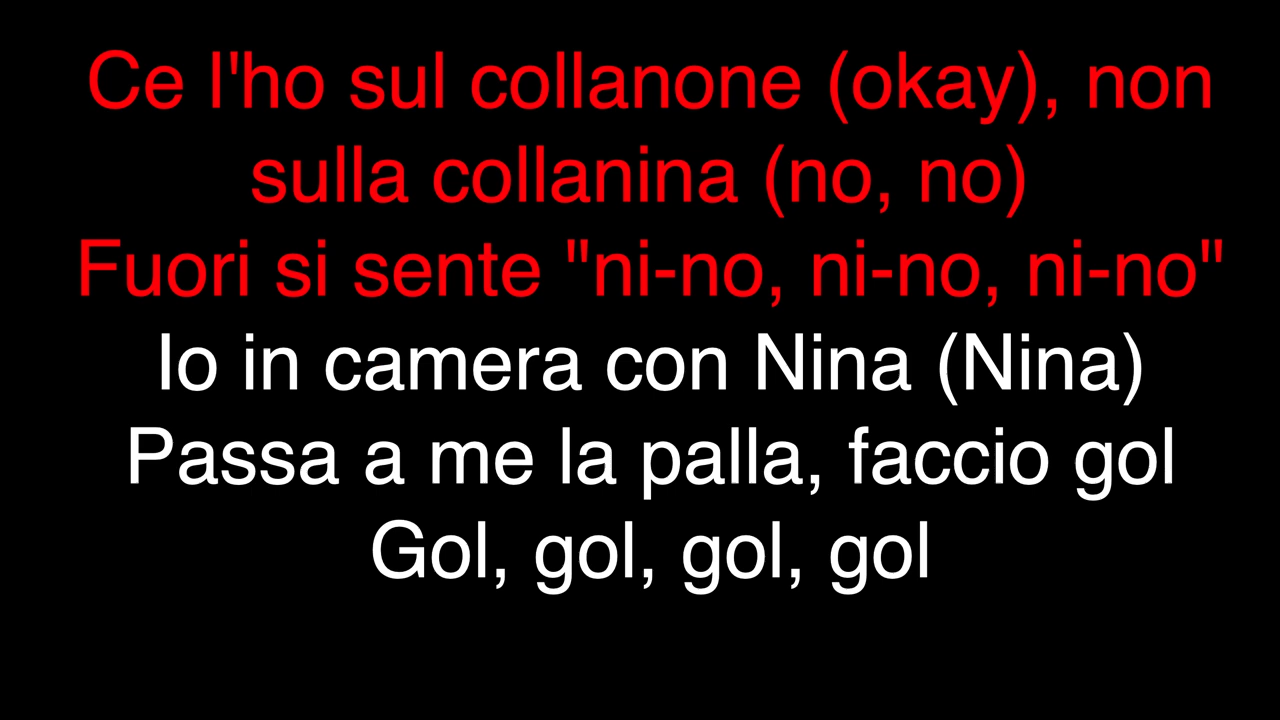 Ce l'ho sul collanone (okay), non
sulla collanina (no, no)
Fuori si sente "ni-no, ni-no, ni-no"
Io in camera con Nina (Nina)
Passa a me la palla, faccio gol
Gol, gol, gol, gol